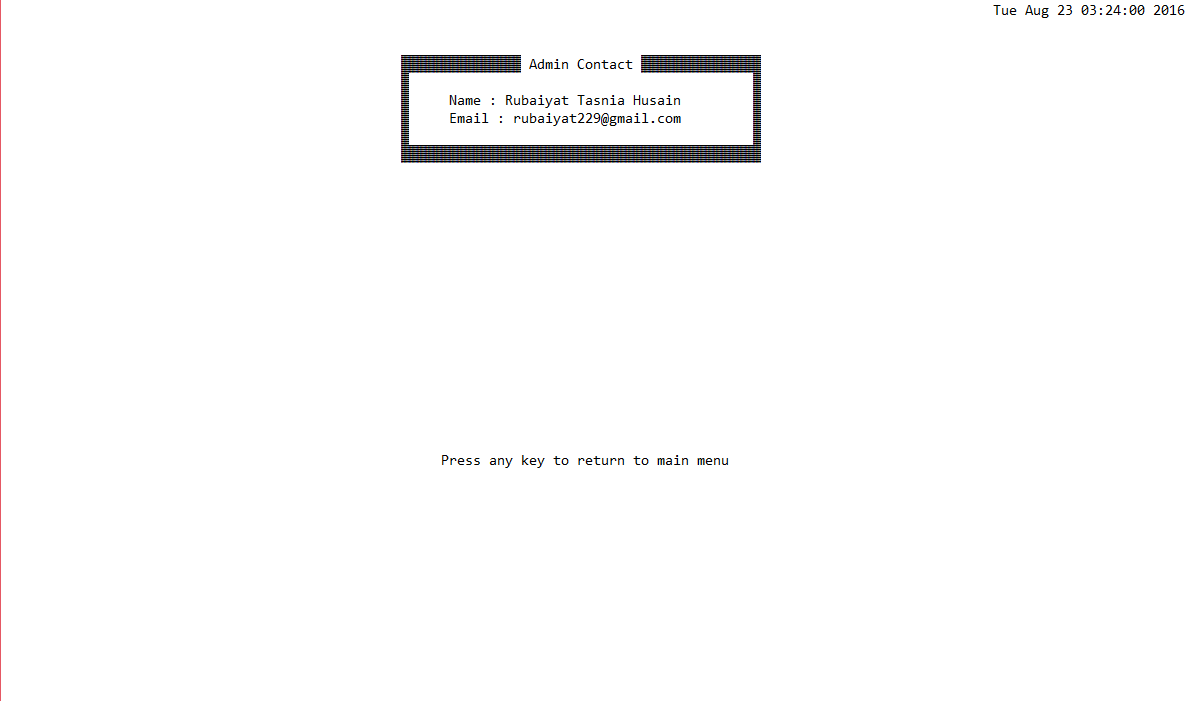 Tue Aug 23 03:24:00 2016
Admin Contact
Name : Rubaiyat Tasnia Husain
Email : rubaiyat229@gmail.com
Press any key to return to main menu